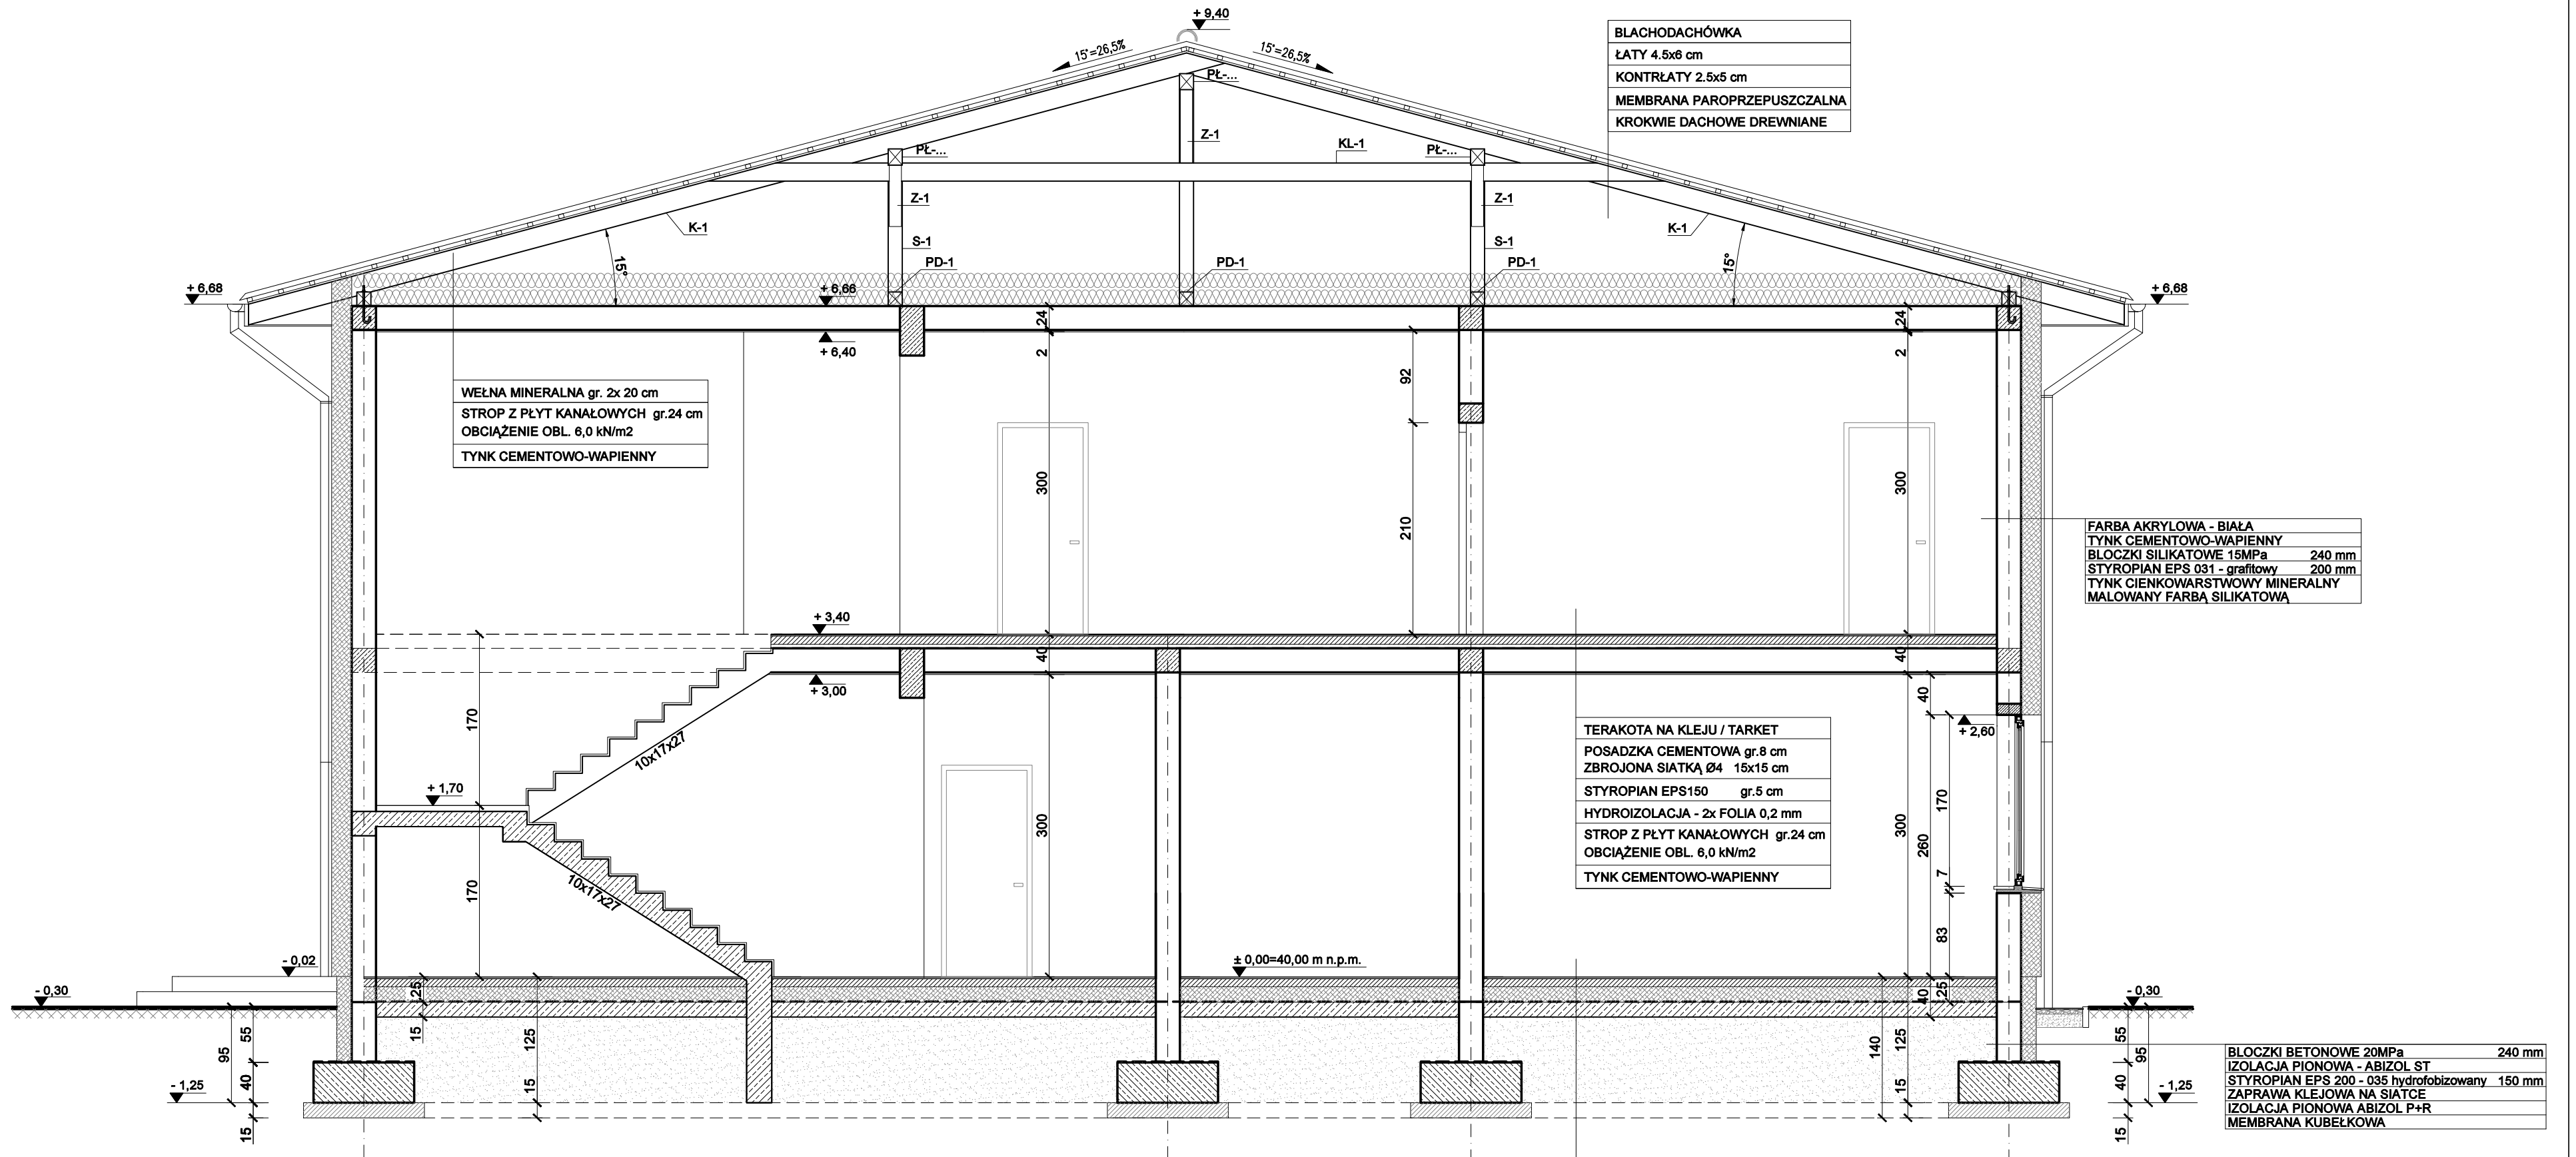 + 9,40
15°=26,5%
15°=26,5%
BLACHODACHÓWKA
ŁATY 4.5x6 cm
KONTRŁATY 2.5x5 cm
MEMBRANA PAROPRZEPUSZCZALNA
KROKWIE DACHOWE DREWNIANE
PŁ-...
Z-1
PŁ-...
KL-1
PŁ-...
Z-1
Z-1
K-1
K-1
S-1
S-1
15°
15°
PD-1
PD-1
PD-1
+ 6,68
+ 6,66
+ 6,68
24
24
+ 6,40
2
2
92
WEŁNA MINERALNA gr. 2x 20 cm
STROP Z PŁYT KANAŁOWYCH gr.24 cm
OBCIĄŻENIE OBL. 6,0 kN/m2
TYNK CEMENTOWO-WAPIENNY
300
300
210
FARBA AKRYLOWA - BIAŁA
TYNK CEMENTOWO-WAPIENNY
BLOCZKI SILIKATOWE 15MPa 240 mm
STYROPIAN EPS 031 - grafitowy 200 mm
TYNK CIENKOWARSTWOWY MINERALNY
MALOWANY FARBĄ SILIKATOWĄ
+ 3,40
40
40
+ 3,00
40
170
10x17x27
+ 2,60
TERAKOTA NA KLEJU / TARKET
POSADZKA CEMENTOWA gr.8 cm
ZBROJONA SIATKĄ Ø4 15x15 cm
STYROPIAN EPS150 gr.5 cm
HYDROIZOLACJA - 2x FOLIA 0,2 mm
STROP Z PŁYT KANAŁOWYCH gr.24 cm
OBCIĄŻENIE OBL. 6,0 kN/m2
TYNK CEMENTOWO-WAPIENNY
+ 1,70
170
300
300
260
170
7
10x17x27
83
- 0,02
± 0,00=40,00 m n.p.m.
- 0,30
25
40
25
- 0,30
55
95
15
125
140
125
55
95
40
- 1,25
15
15
40
- 1,25
15
15
BLOCZKI BETONOWE 20MPa 240 mm
IZOLACJA PIONOWA - ABIZOL ST
STYROPIAN EPS 200 - 035 hydrofobizowany 150 mm
ZAPRAWA KLEJOWA NA SIATCE
IZOLACJA PIONOWA ABIZOL P+R
MEMBRANA KUBEŁKOWA